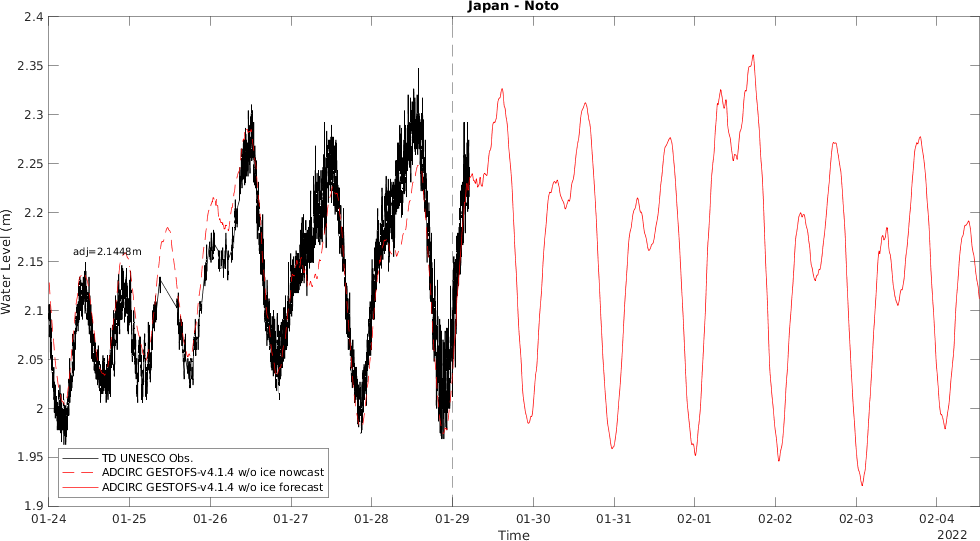 Japan - Noto
2.4
2.35
2.3
2.25
2.2
2.15
2.1
2.05
2
1.95
1.9
Water Level (m)
adj=2.1448m
TD UNESCO Obs.
ADCIRC GESTOFS-v4.1.4 w/o ice nowcast
ADCIRC GESTOFS-v4.1.4 w/o ice forecast
01-24 01-25 01-26 01-27 01-28 01-29 01-30 01-31 02-01 02-02 02-03 02-04
Time
2022